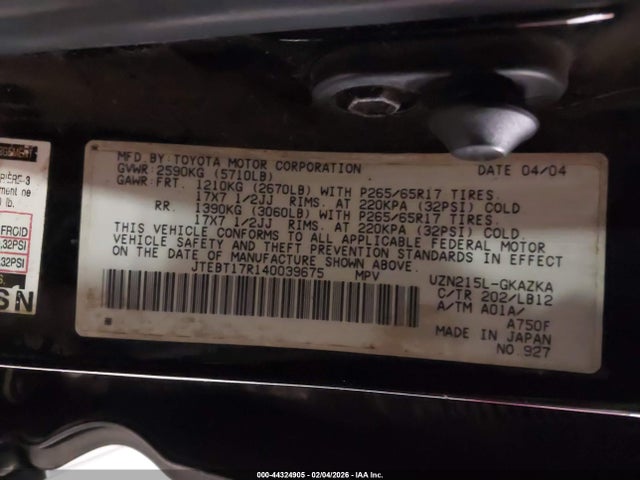 MFD BY: TOYOTA MOTOR CORPORATION DATE 04/04
GVWR: 2590KG (5710LB)
GAWR: FRT. 1210KG (2670LB) WITH P265/65R17 TIRES.
17X7 1/2JJ RIMS. AT 220KPA (32PSI) COLD
RR. 1390KG (3060LB) WITH P265/65R17 TIRES.
17X7 1/2JJ RIMS. AT 220KPA (32PSI) COLD
THIS VEHICLE CONFORMS TO ALL APPLICABLE FEDERAL MOTOR
VEHICLE SAFETY AND THEFT PREVENTION STANDARDS IN EFFECT
ON THE DATE OF MANUFACTURE SHOWN ABOVE.
JTEBT17R140039675 MPV UZN215L-GKAZKA
C/TR 202/LB12
A/TM A01A/
A750F
MADE IN JAPAN
NO 927
FRGID
,32PSI
,32PSI
SN
000-44324905 - 02/04/2026 - IAA Inc.